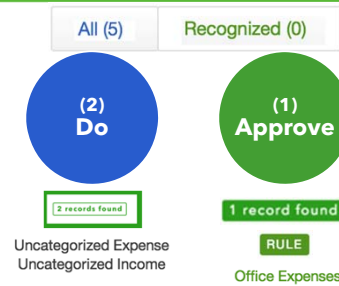 All (5) Recognized (0)
(2) (1)
Do Approve
2 records found 1 record found
Uncategorized Expense RULE
Uncategorized Income Office Expenses